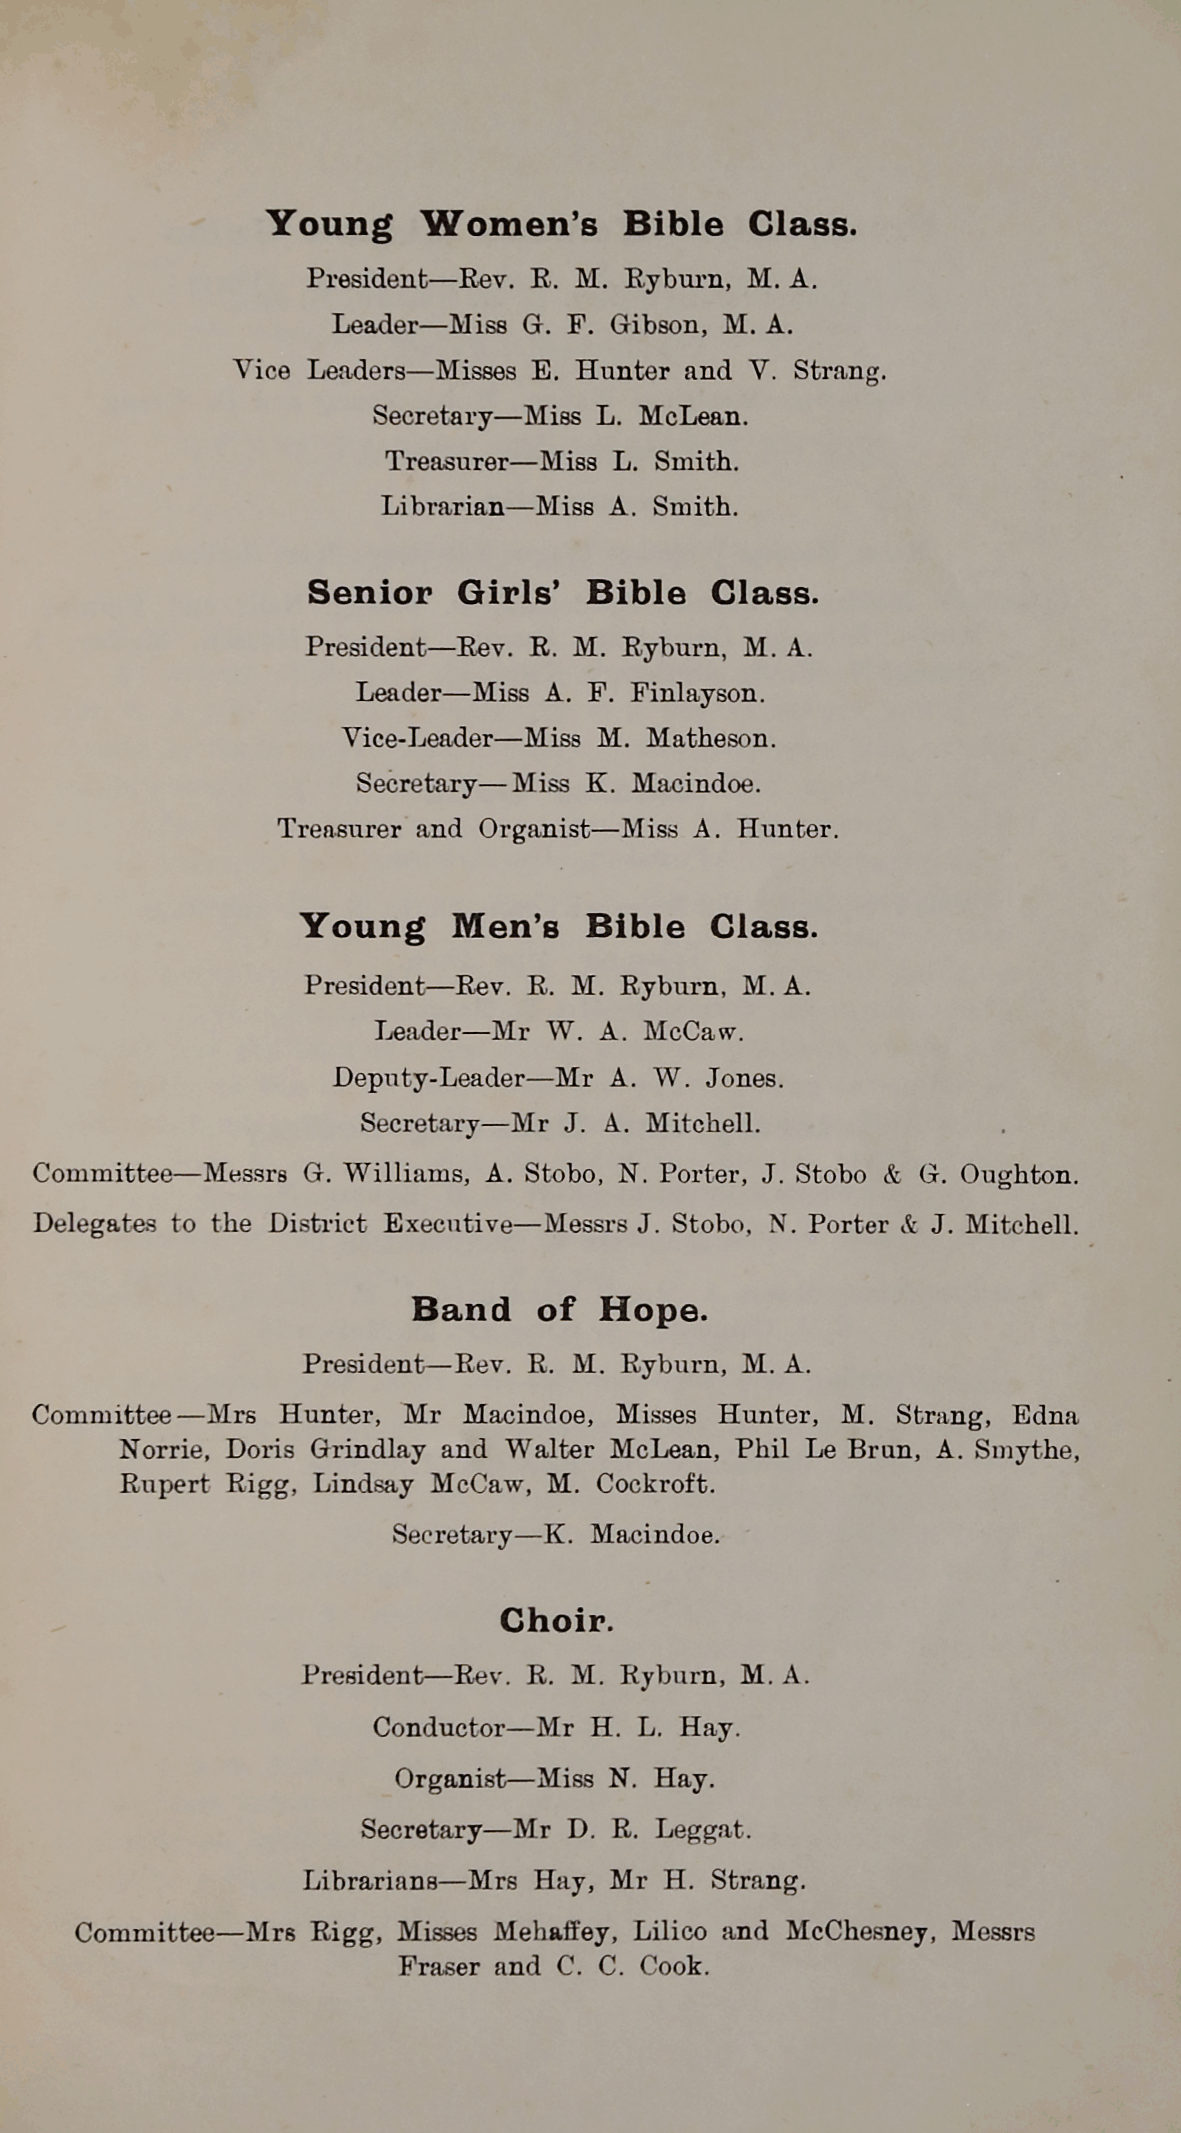 Young Women's Bible Class.
President—Rev. R. M. Ryburn, M. A.
Leader—Miss G. F. Gibson, M. A.
Vice Leaders—Misses E. Hunter and V. Strang.
Secretary—Miss L. McLean.
Treasurer—Miss L. Smith.
Librarian—Miss A. Smith.
Senior Girls' Bible Class.
President—Rev. R. M. Ryburn, M. A.
Leader—Miss A. F. Finlayson.
Vice-Leader—Miss M. Matheson.
Secretary—Miss K. Macindoe.
Treasurer and Organist—Miss A. Hunter.
Young Men's Bible Class.
President—Rev. R. M. Ryburn, M. A.
Leader—Mr W. A. McCaw.
Deputy-Leader—Mr A. W. Jones.
Secretary—Mr J. A. Mitchell.
Committee—Messrs G. Williams, A. Stobo, N. Porter, J. Stobo & G. Oughton.
Delegates to the District Executive—Messrs J. Stobo, N. Porter & J. Mitchell.
Band of Hope.
President—Rev. R. M. Ryburn, M. A.
Committee—Mrs Hunter, Mr Macindoe, Misses Hunter, M. Strang, Edna
Norrie, Doris Grindlay and Walter McLean, Phil Le Brun, A. Smythe,
Rupert Rigg, Lindsay McCaw, M. Cockroft.
Secretary—K. Macindoe.
Choir.
President—Rev. R. M. Ryburn, M. A.
Conductor—Mr H. L. Hay.
Organist—Miss N. Hay.
Secretary—Mr D. R. Leggat.
Librarians—Mrs Hay, Mr H. Strang.
Committee—Mrs Rigg, Misses Mehaffey, Lilico and McChesney, Messrs
Fraser and C. C. Cook.